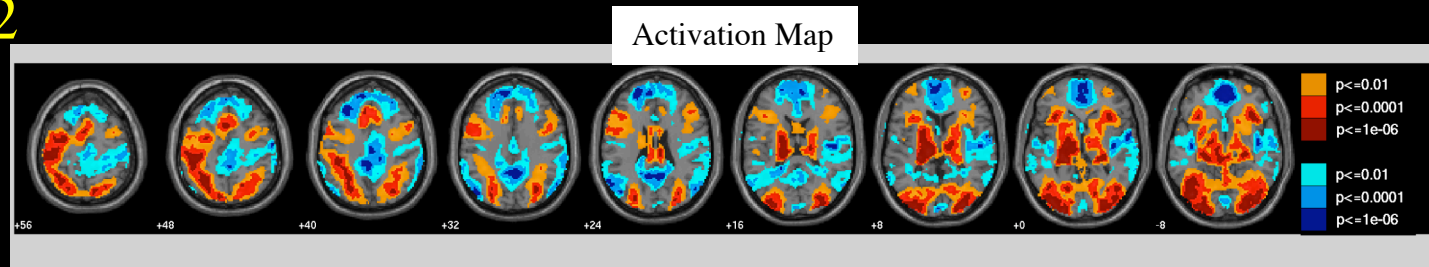 2
Activation Map
p<=0.01
p<=0.0001
p<=1e-06
p<=0.01
p<=0.0001
p<=1e-06
+56 +48 +40 +32 +24 +16 +8 +0 -8